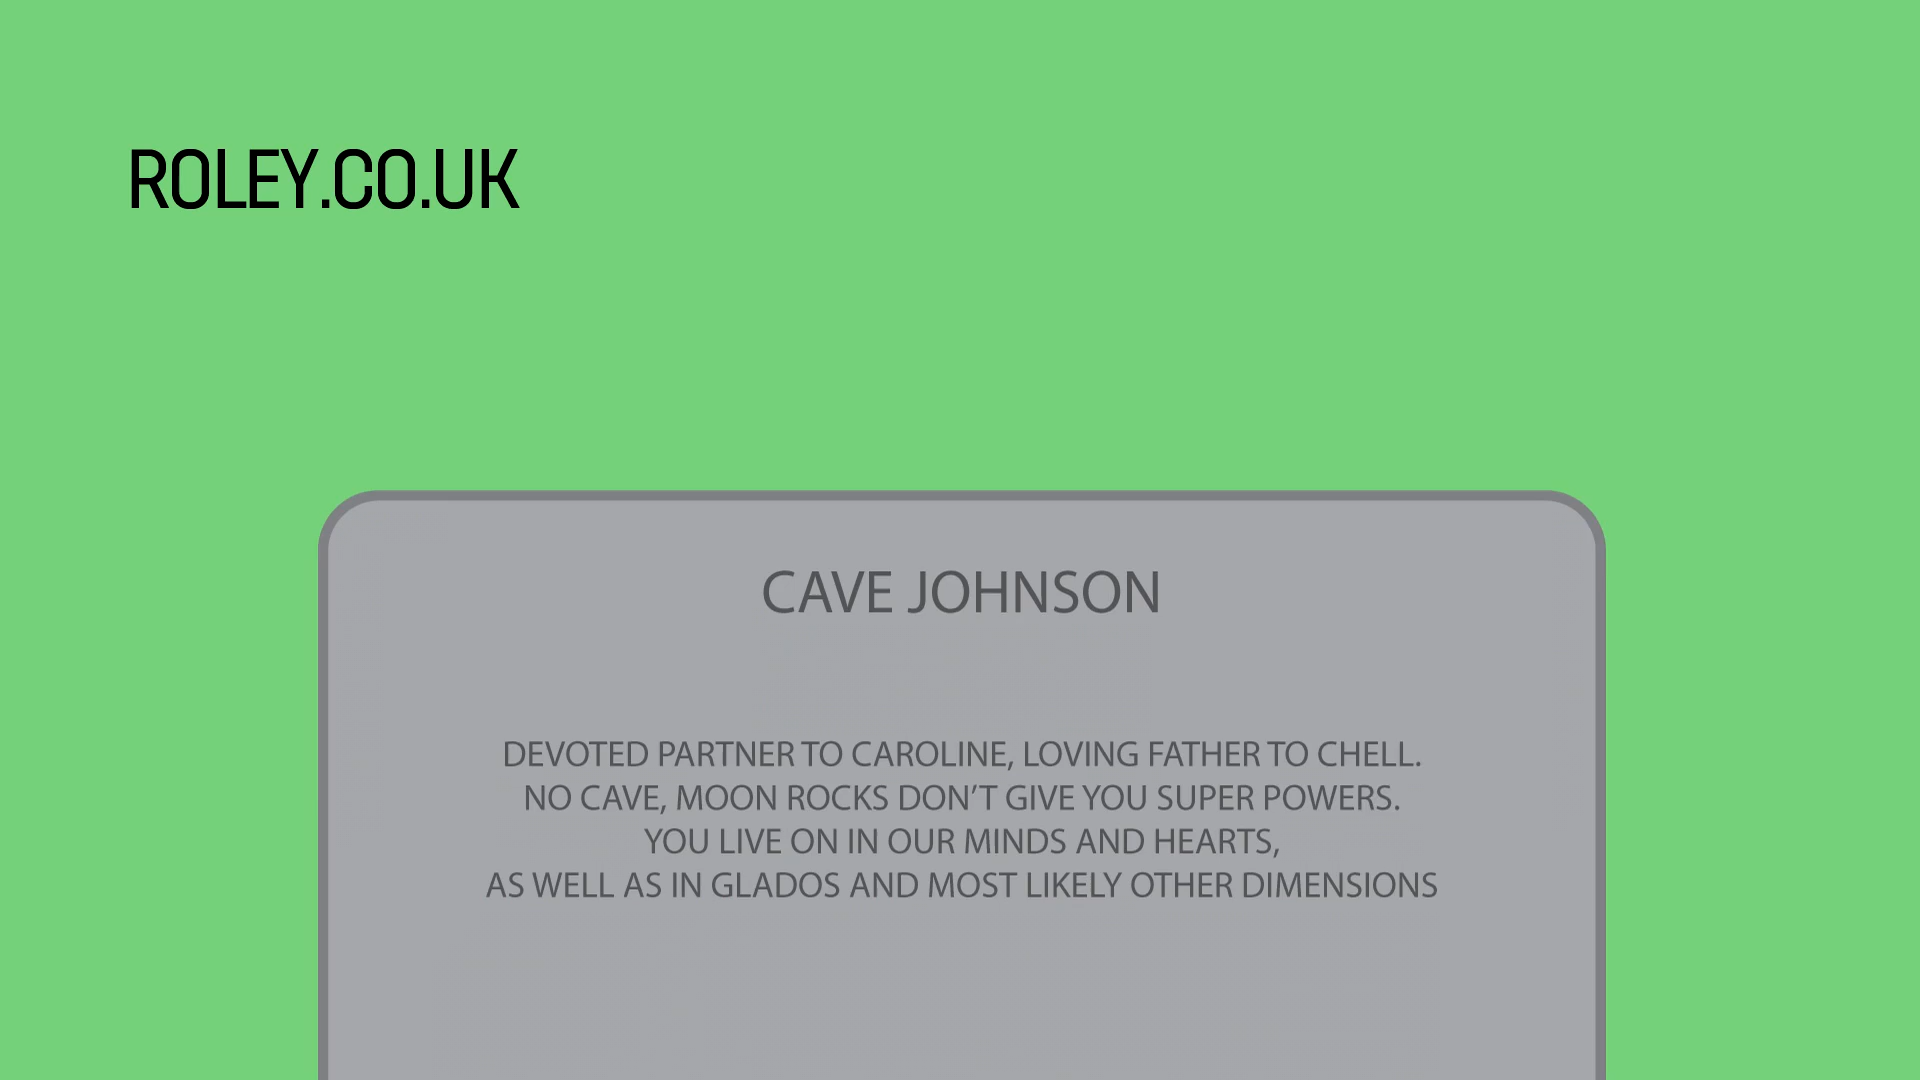 ROLEY.CO.UK
CAVE JOHNSON
DEVOTED PARTNER TO CAROLINE, LOVING FATHER TO CHELL.
NO CAVE, MOON ROCKS DON’T GIVE YOU SUPER POWERS.
YOU LIVE ON IN OUR MINDS AND HEARTS,
AS WELL AS IN GLADOS AND MOST LIKELY OTHER DIMENSIONS